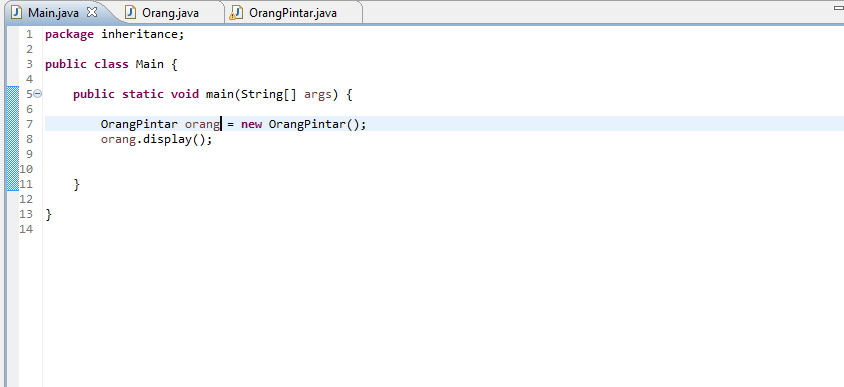 Main.java Orang.java OrangPintar.java
1 package inheritance;
2
3 public class Main {
4
5 public static void main(String[] args) {
6
7 OrangPintar orang = new OrangPintar();
8 orang.display();
9
10
11 }
12
13 }
14